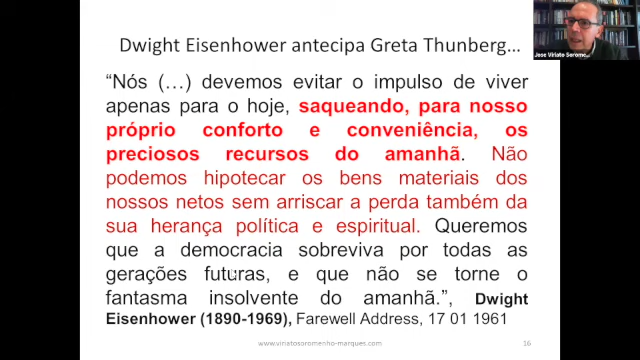 Jose Viriato Sorome...
Dwight Eisenhower antecipa Greta Thunberg...
“Nós (...) devemos evitar o impulso de viver
apenas para o hoje, saqueando, para nosso
próprio conforto e conveniência, os
preciosos recursos do amanhã. Não
podemos hipotecar os bens materiais dos
nossos netos sem arriscar a perda também da
sua herança política e espiritual. Queremos
que a democracia sobreviva por todas as
gerações futuras, e que não se torne o
fantasma insolvente do amanhã.”, Dwight
Eisenhower (1890-1969), Farewell Address, 17 01 1961
www.viriatosoromenho-marques.com
16